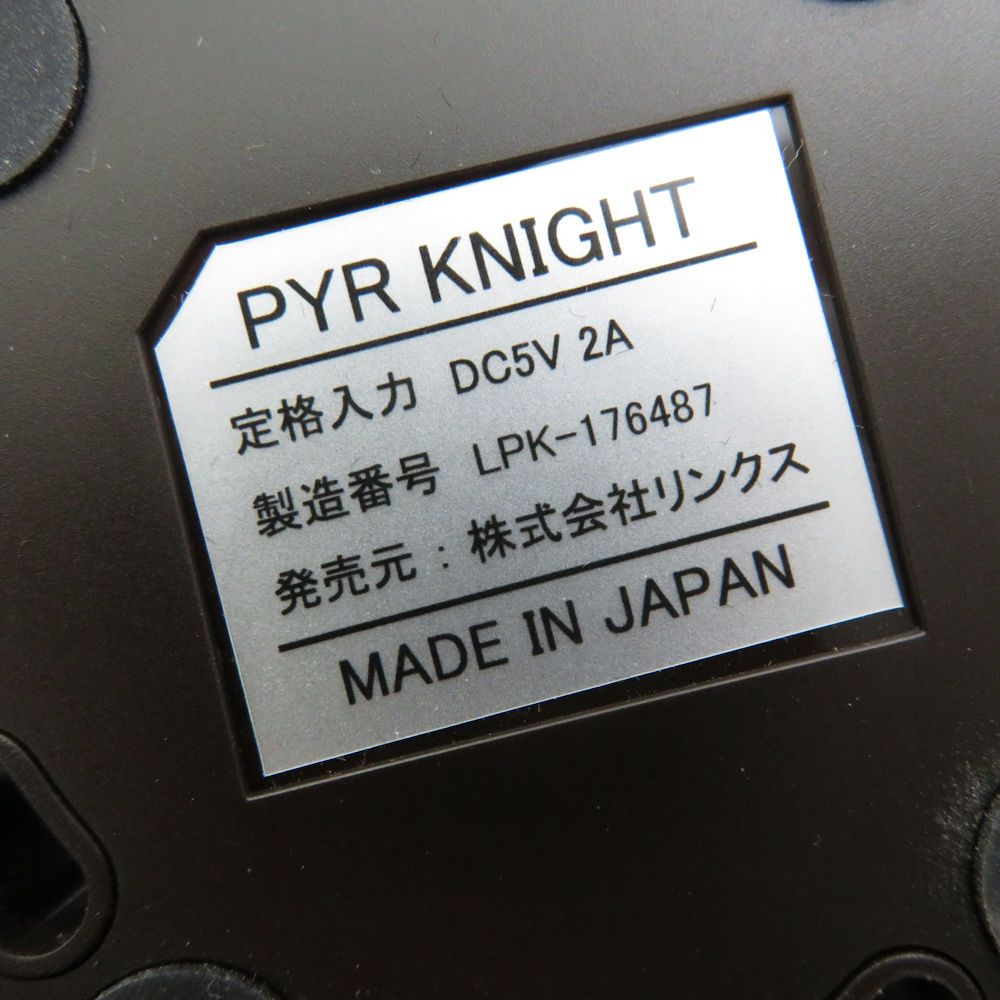 PYR KNIGHT
定格入力 DC5V 2A
製造番号 LPK-176487
発売元：株式会社リンクス
MADE IN JAPAN